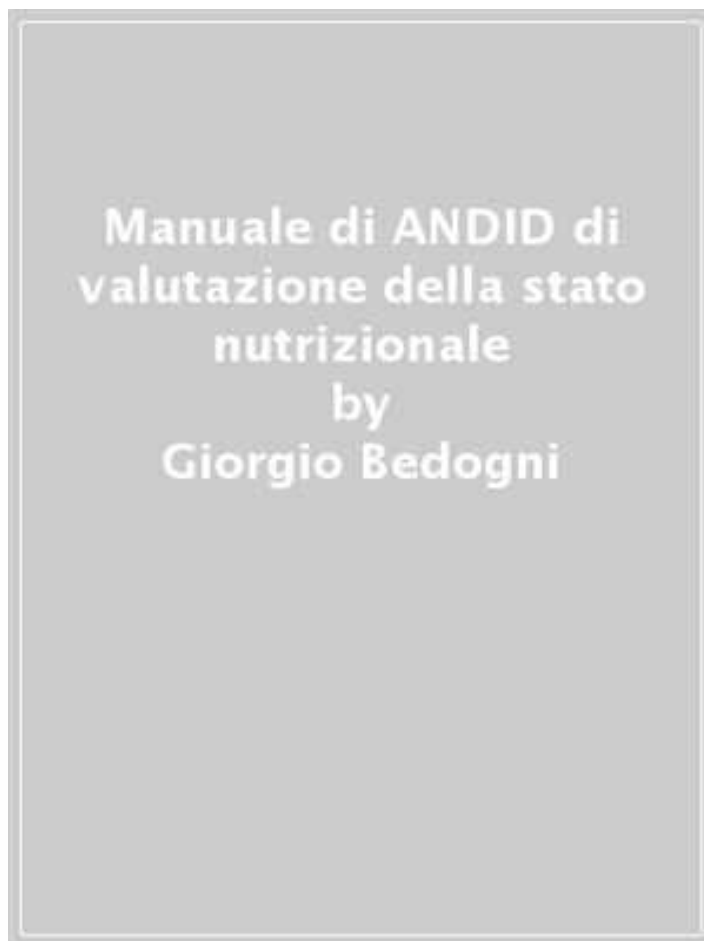 Manuale di ANDID di
valutazione della stato
nutrizionale
by
Giorgio Bedogni